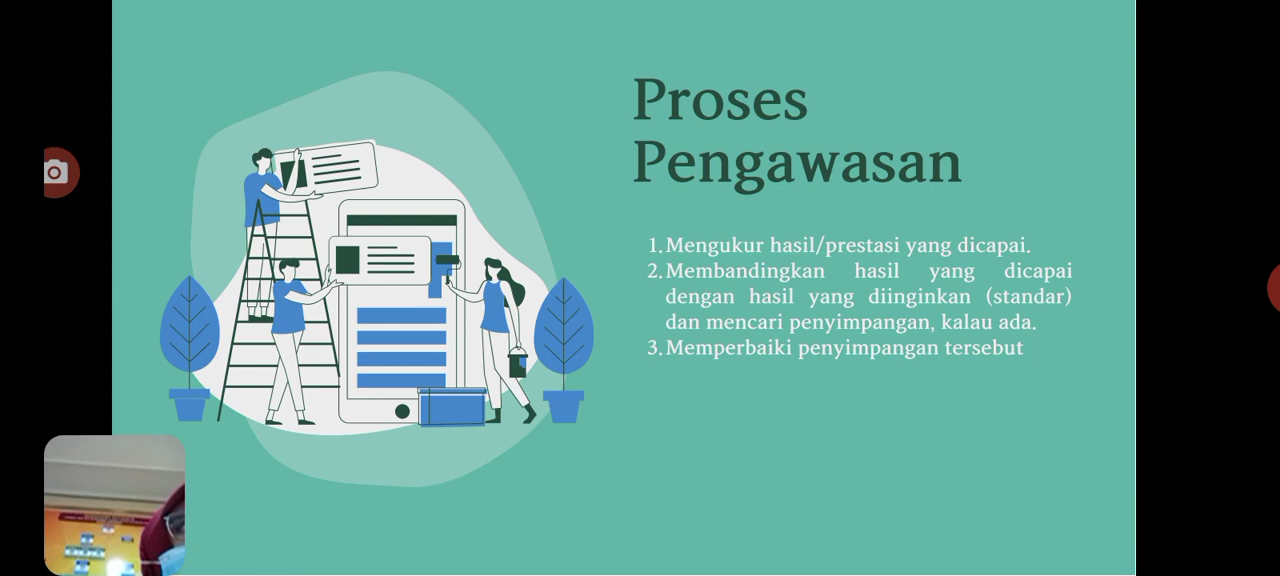 Proses
Pengawasan
1. Mengukur hasil/prestasi yang dicapai.
2. Membandingkan hasil yang dicapai
dengan hasil yang diinginkan (standar)
dan mencari penyimpangan, kalau ada.
3. Memperbaiki penyimpangan tersebut